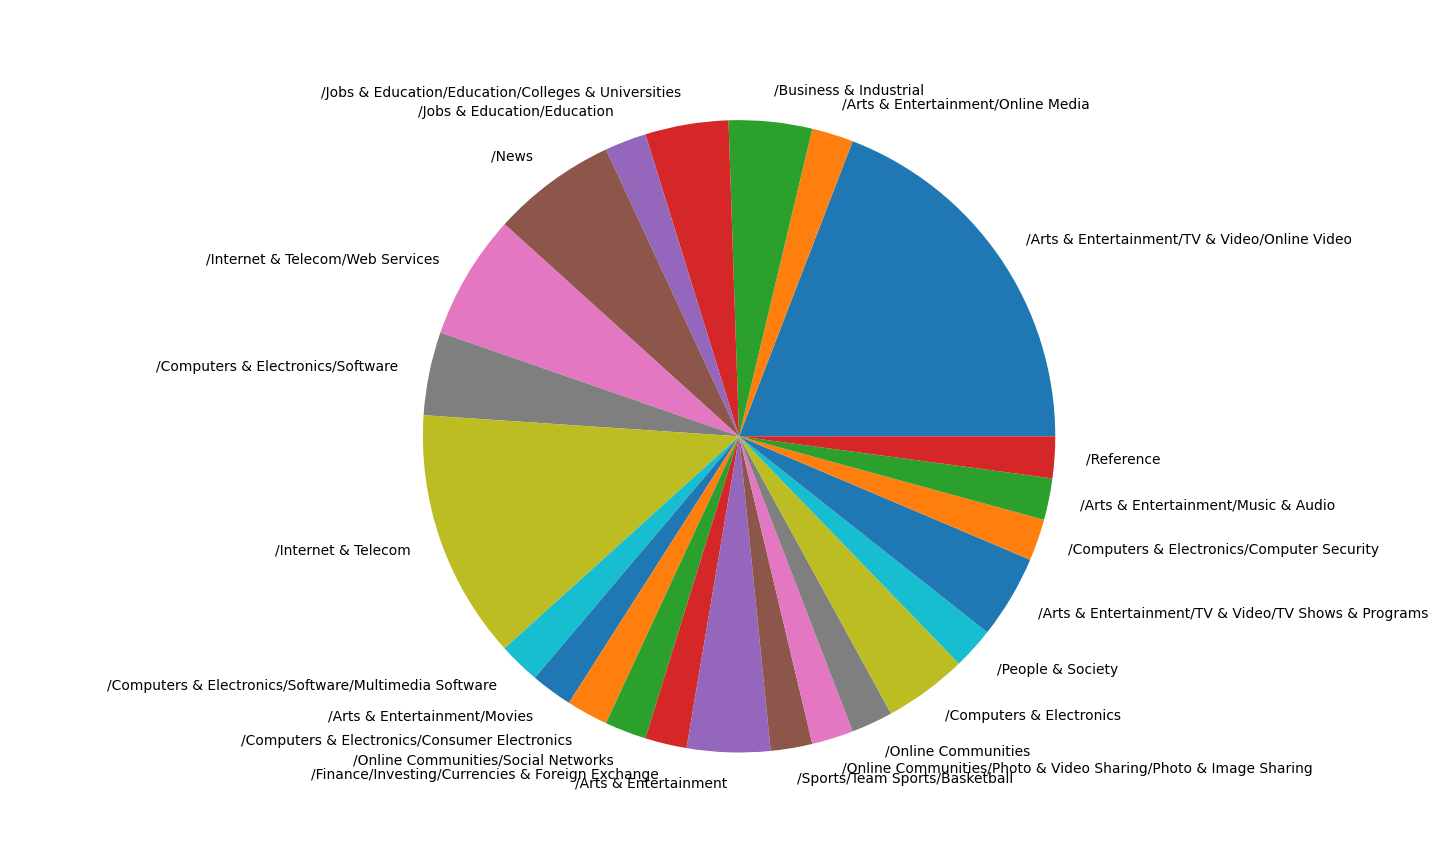 /Jobs & Education/Education/Colleges & Universities
/Business & Industrial
/Arts & Entertainment/Online Media
/Jobs & Education/Education
/News
/Arts & Entertainment/TV & Video/Online Video
/Internet & Telecom/Web Services
/Computers & Electronics/Software
/Reference
/Arts & Entertainment/Music & Audio
/Internet & Telecom
/Computers & Electronics/Computer Security
/Arts & Entertainment/TV & Video/TV Shows & Programs
/People & Society
/Computers & Electronics/Software/Multimedia Software
/Arts & Entertainment/Movies
/Computers & Electronics
/Computers & Electronics/Consumer Electronics
/Online Communities
/Online Communities/Social Networks
/Online Communities/Photo & Video Sharing/Photo & Image Sharing
/Finance/Investing/Currencies & Foreign Exchange
/Sports/Team Sports/Basketball
/Arts & Entertainment